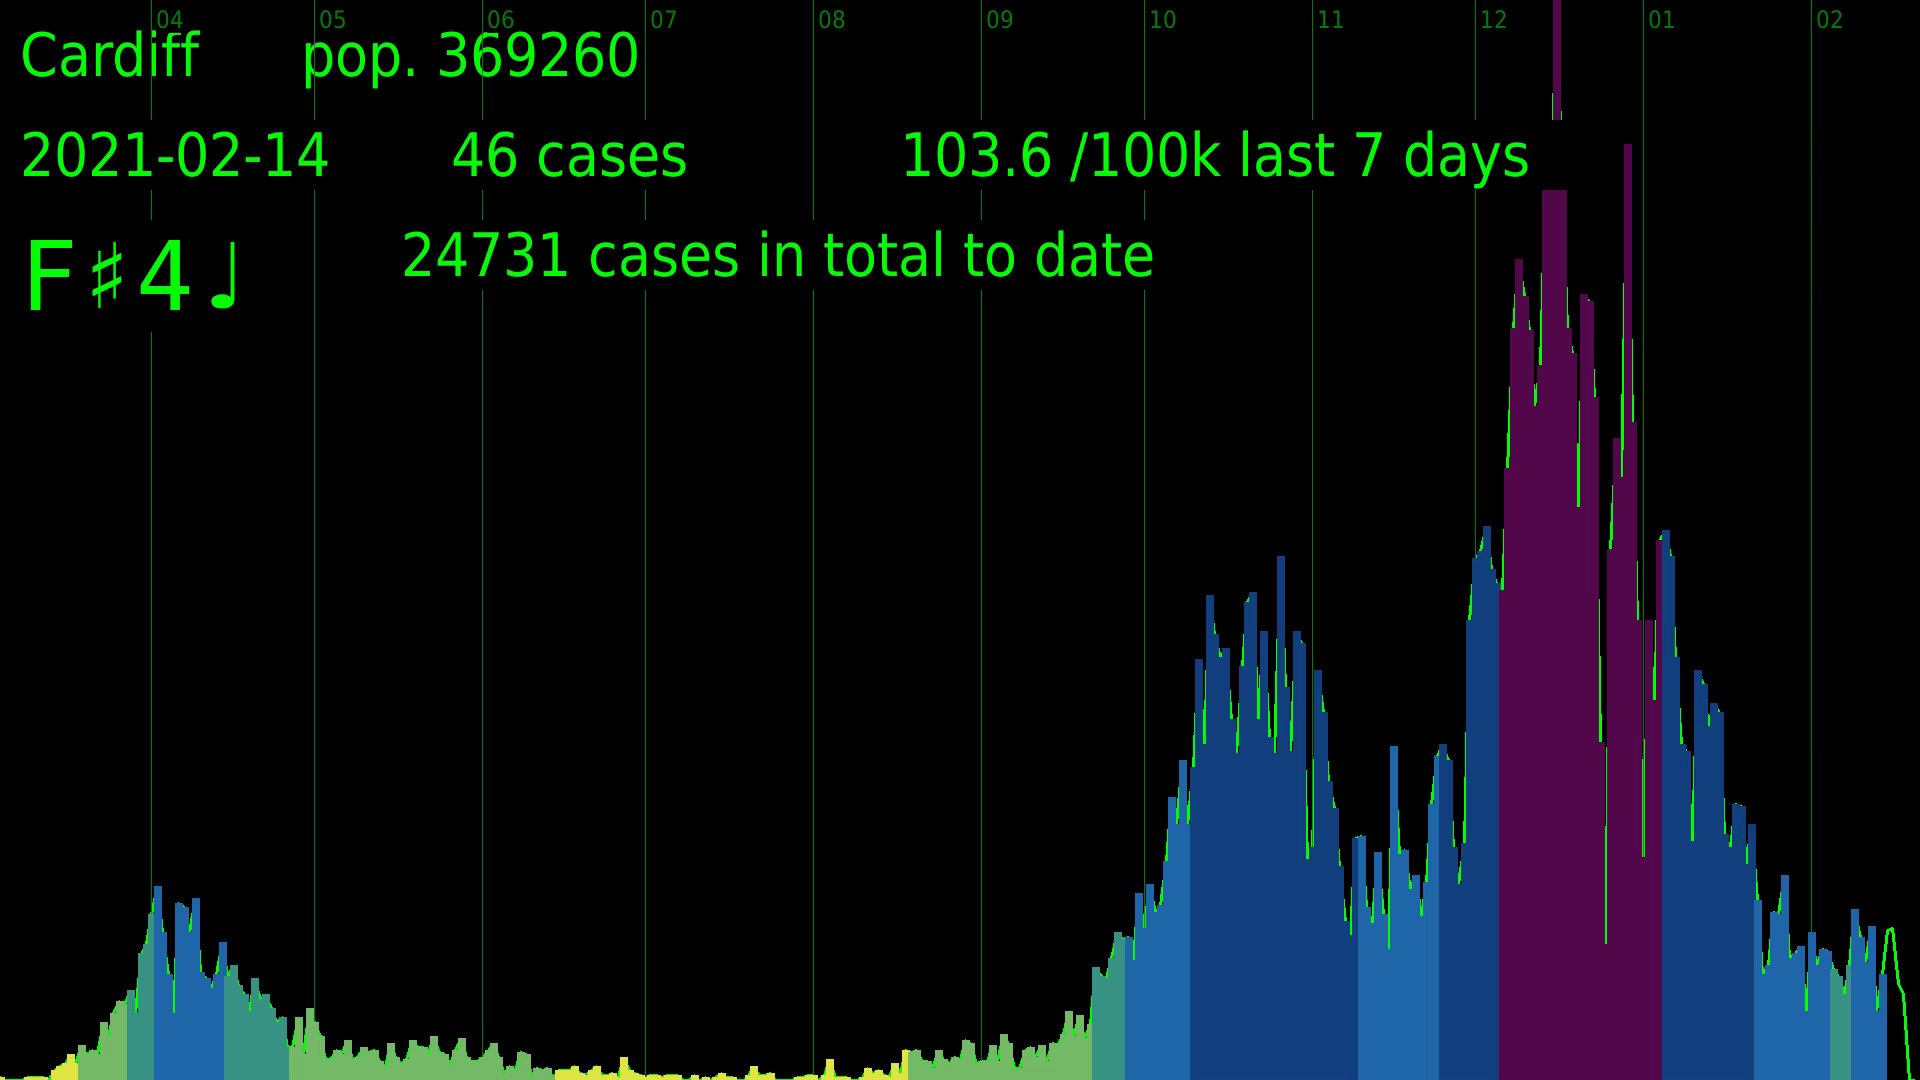 04 05 06 07 08 09 10 11 12 01 02
Cardiff pop. 369260
2021-02-14 46 cases 103.6 /100k last 7 days
F♯4♩ 24731 cases in total to date